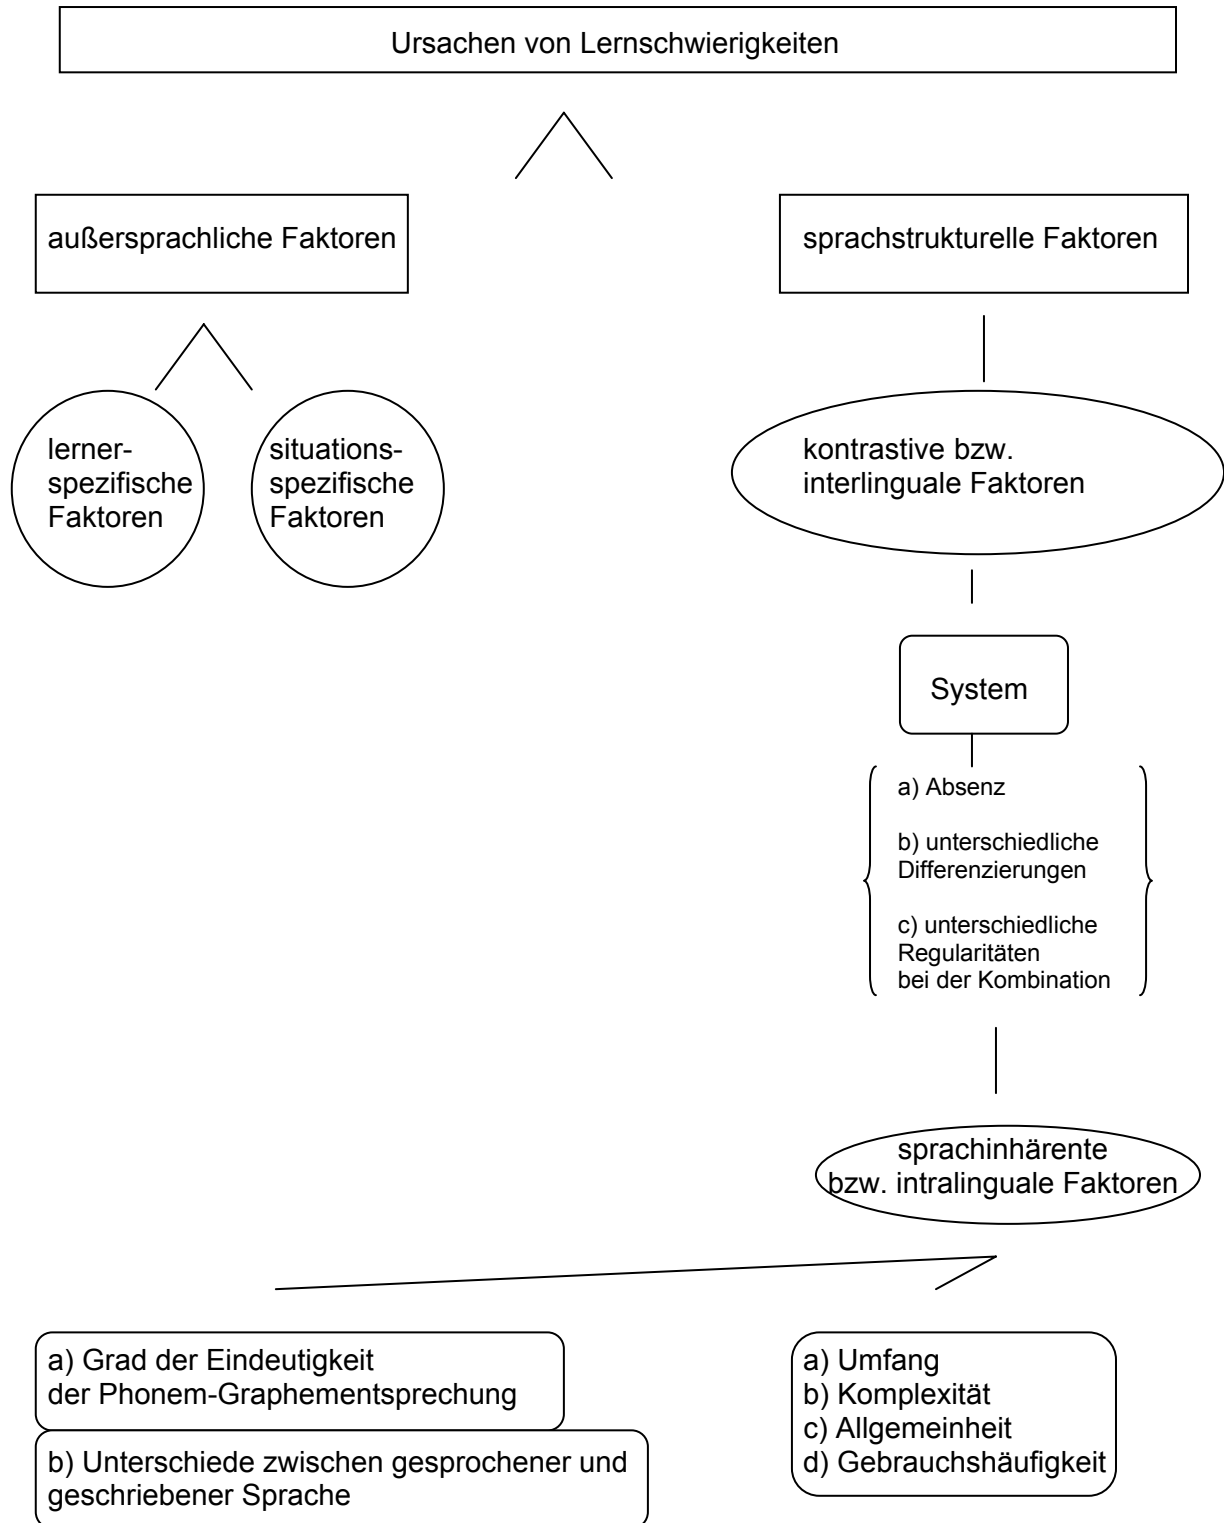 Ursachen von Lernschwierigkeiten
außersprachliche Faktoren
sprachstrukturelle Faktoren
lerner-
spezifische
Faktoren
situations-
spezifische
Faktoren
kontrastive bzw.
interlinguale Faktoren
System
a) Absenz
b) unterschiedliche
Differenzierungen
c) unterschiedliche
Regularitäten
bei der Kombination
sprachinhärente
bzw. intralinguale Faktoren
a) Grad der Eindeutigkeit
der Phonem-Graphementsprechung
b) Unterschiede zwischen gesprochener und
geschriebener Sprache
a) Umfang
b) Komplexität
c) Allgemeinheit
d) Gebrauchshäufigkeit